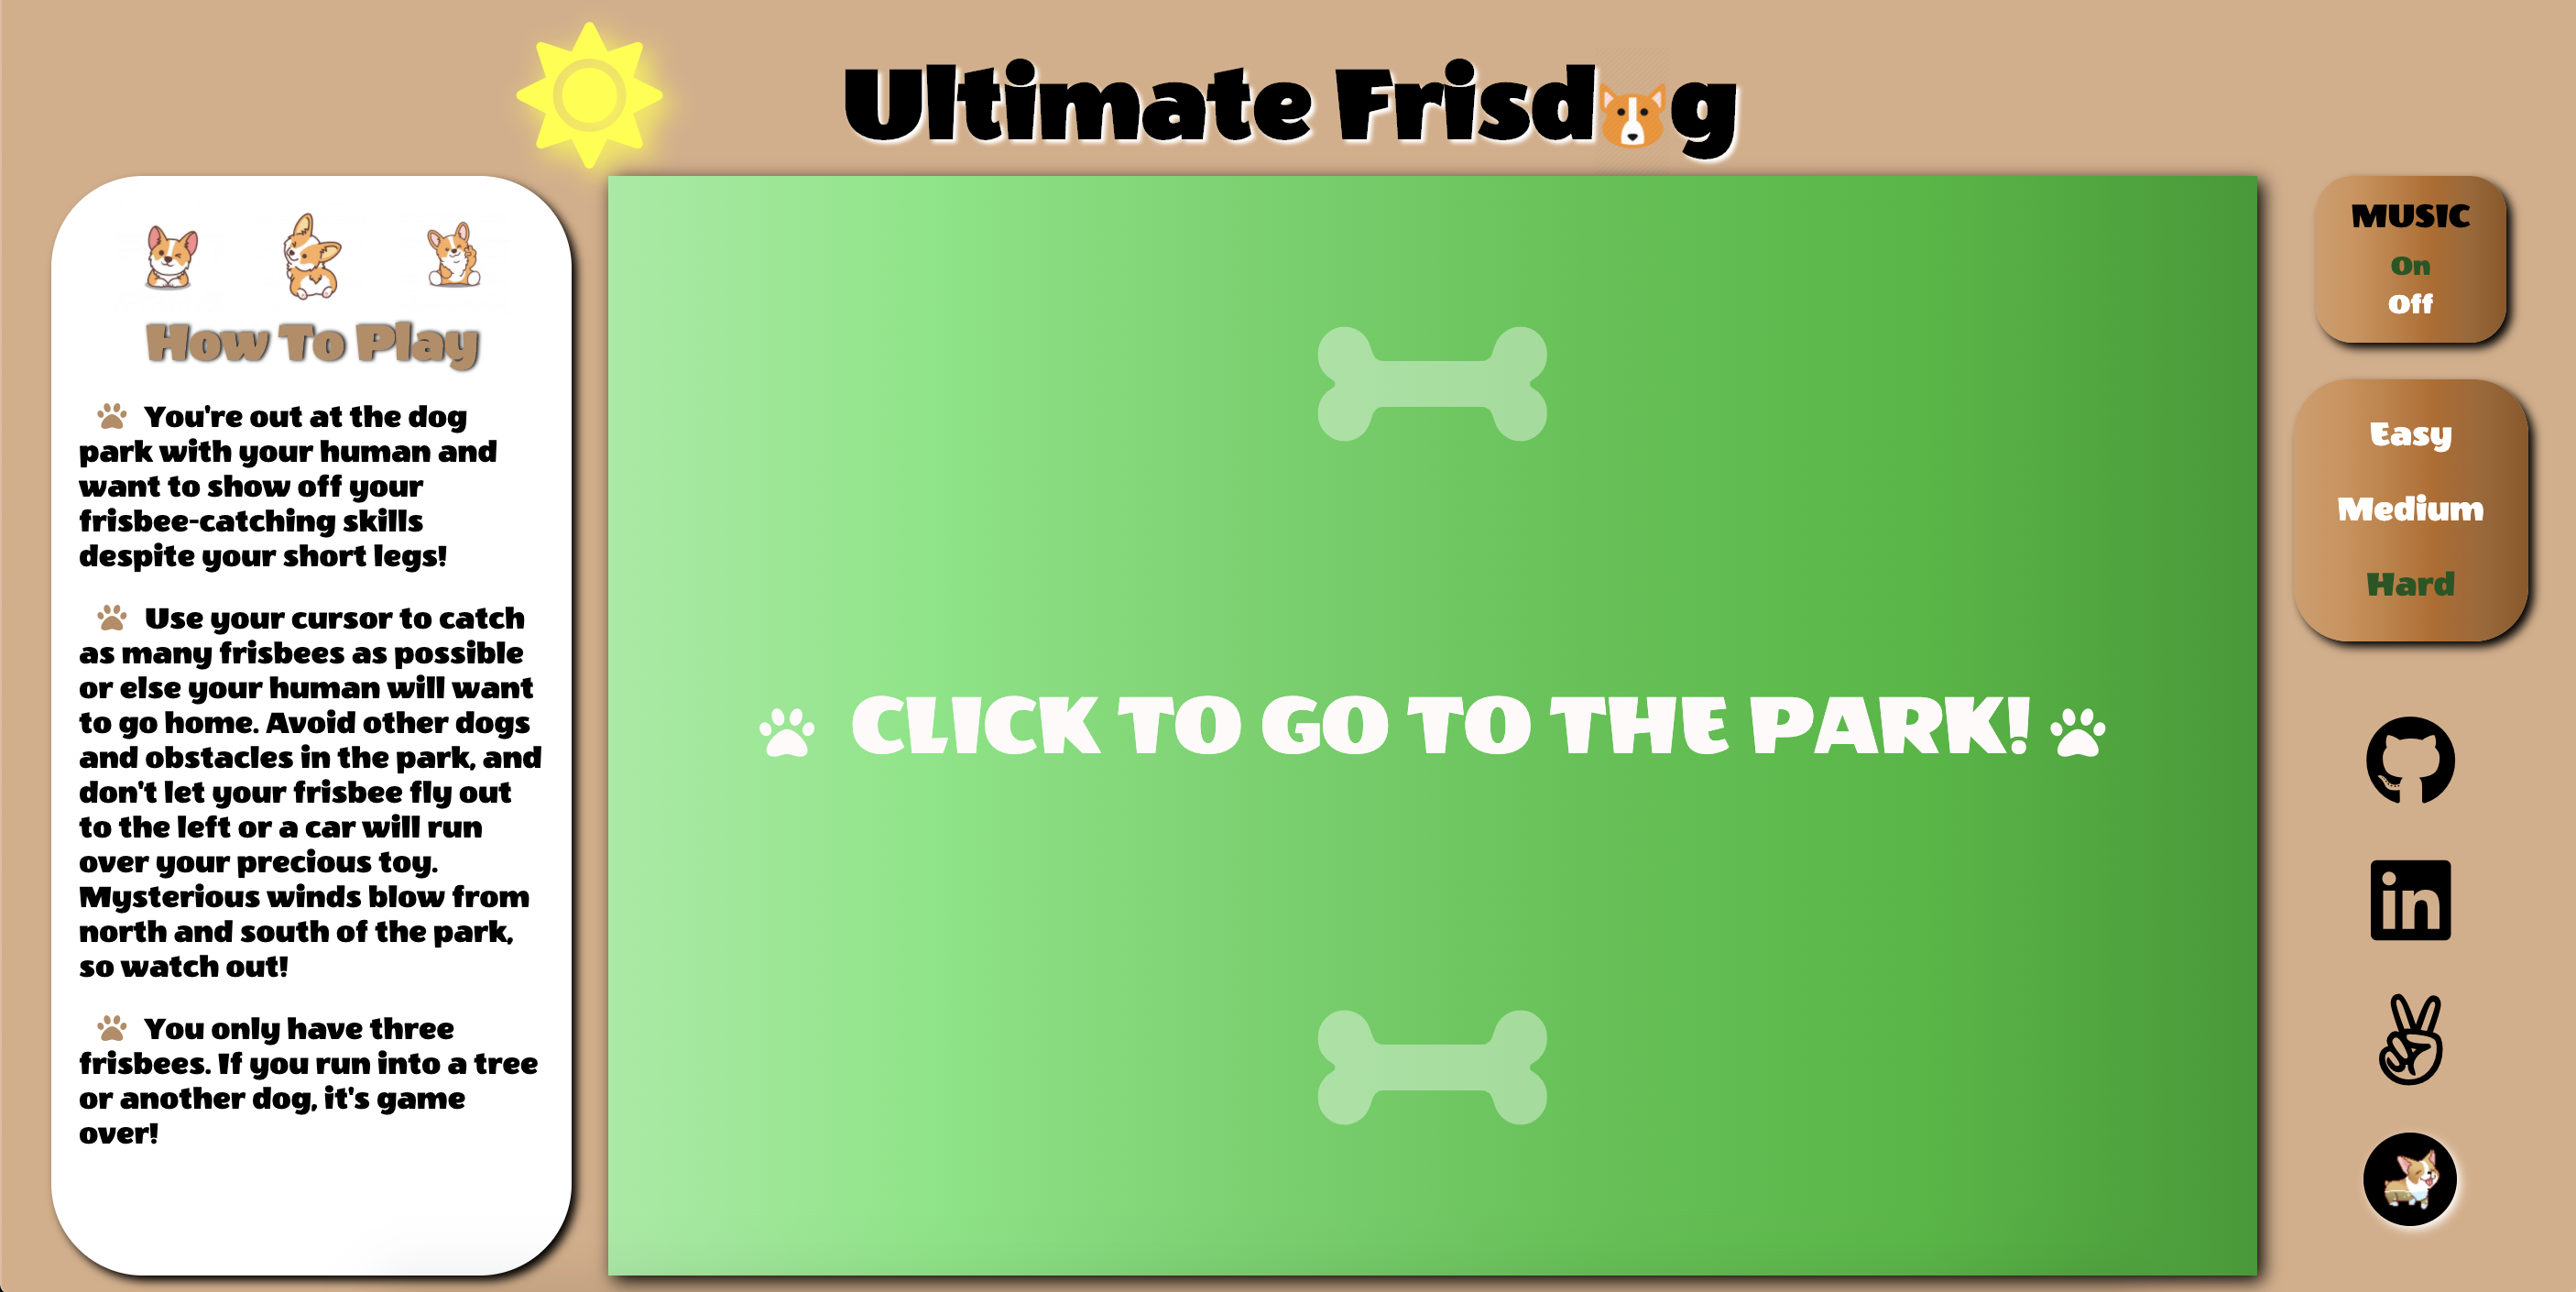 Ultimate Frisdg
How To Play
You're out at the dog
park with your human and
want to show off your
frisbee-catching skills
despite your short legs!
Use your cursor to catch
as many frisbees as possible
or else your human will want
to go home. Avoid other dogs
and obstacles in the park, and
don't let your frisbee fly out
to the left or a car will run
over your precious toy.
Mysterious winds blow from
north and south of the park,
so watch out!
You only have three
frisbees. If you run into a tree
or another dog, it's game
over!
CLICK TO GO TO THE PARK!
MUSIC
On
Off
Easy
Medium
Hard
in